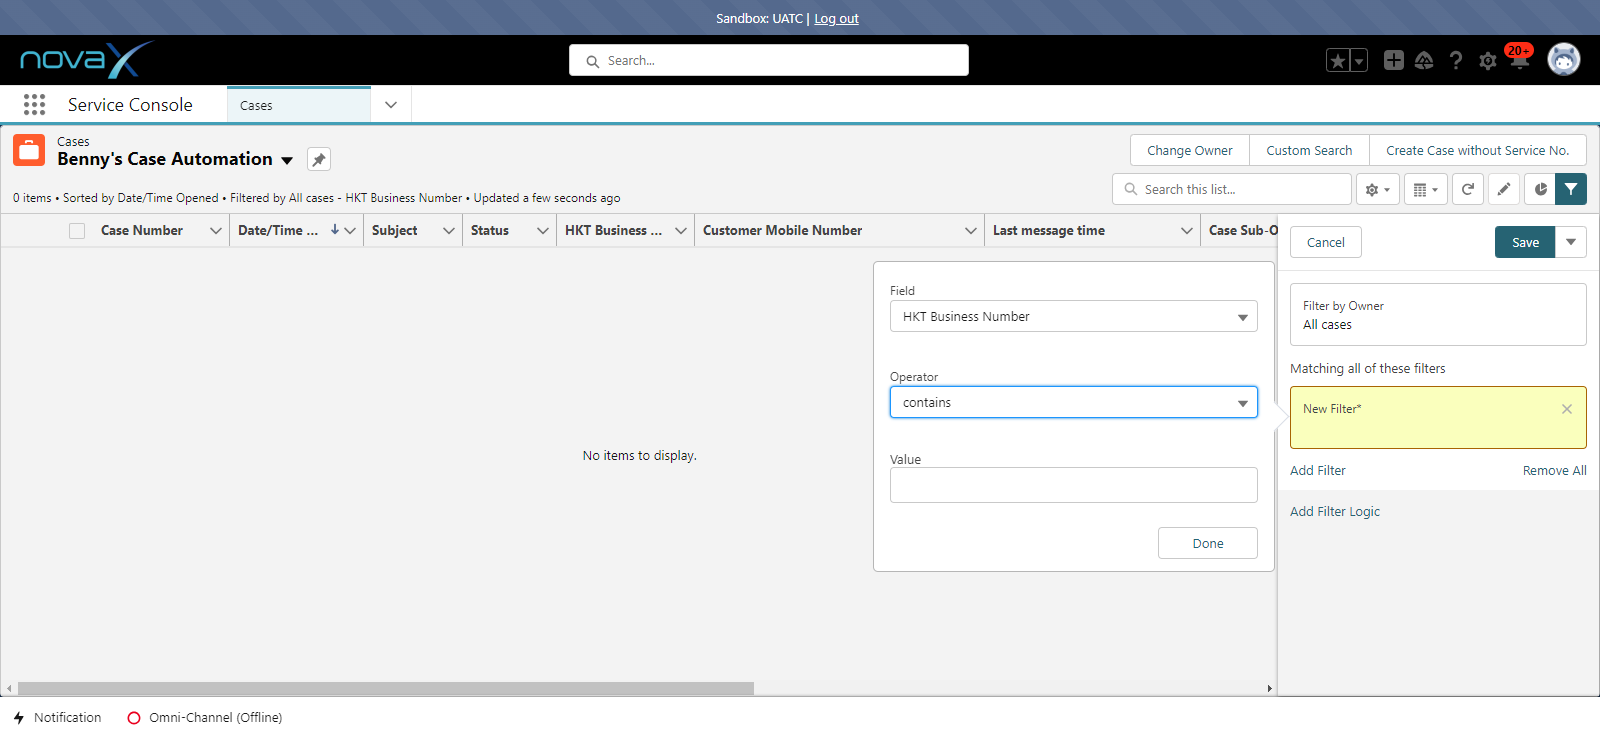 Sandbox: UATC | Log out
novaX
Search...
20+
Service Console
Cases
Cases
Benny's Case Automation
Change Owner
Custom Search
Create Case without Service No.
0 items • Sorted by Date/Time Opened • Filtered by All cases - HKT Business Number • Updated a few seconds ago
Search this list...
Case Number
Date/Time ...
Subject
Status
HKT Business ...
Customer Mobile Number
Last message time
Case Sub-O
Cancel
Save
Field
HKT Business Number
Operator
contains
Value
Done
Filter by Owner
All cases
Matching all of these filters
New Filter*
Add Filter
Remove All
Add Filter Logic
No items to display.
Notification
Omni-Channel (Offline)